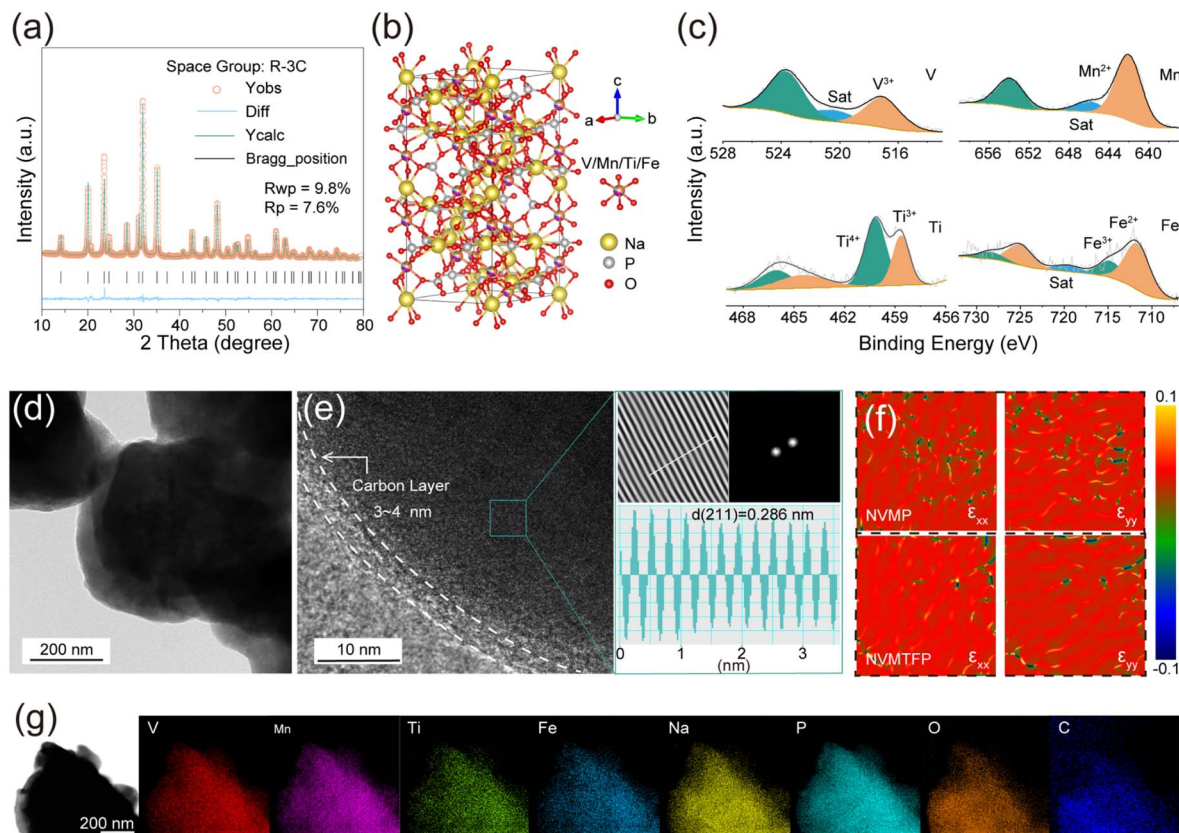 (a)
Space Group: R-3C
Yobs
Diff
Ycalc
Bragg_position
Rwp = 9.8%
Rp = 7.6%
Intensity (a.u.)
10 20 30 40 50 60 70 80
2 Theta (degree)
(b)
c
a b
V/Mn/Ti/Fe
Na
P
O
(c)
Intensity (a.u.)
V
V3+
Sat
528 524 520 516
Mn
Mn2+
Sat
656 652 648 644 640
Ti
Ti3+
Ti4+
468 465 462 459 456
Fe
Fe2+
Fe3+
Sat
730 725 720 715 710
Binding Energy (eV)
(d)
200 nm
(e)
Carbon Layer
3~4 nm
10 nm
d(211)=0.286 nm
0 1 2 3
(nm)
(f)
NVMP
εxx
εyy
NVMTFP
εxx
εyy
0.1
-0.1
(g)
200 nm
V
Mn
Ti
Fe
Na
P
O
C